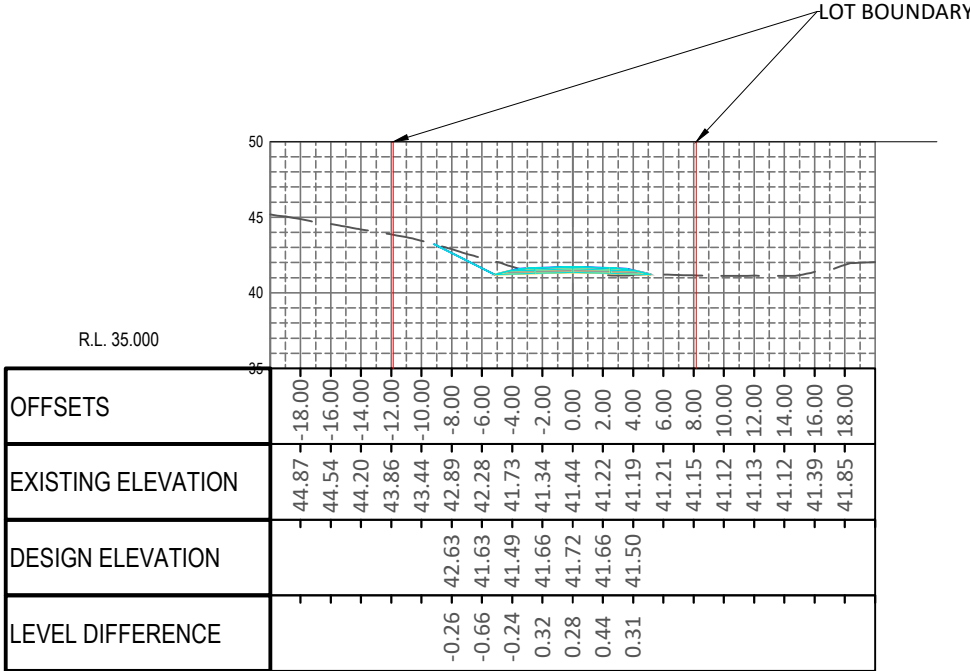 LOT BOUNDARY
50
45
40
35
R.L. 35.000
OFFSETS -18.00 -16.00 -14.00 -12.00 -10.00 -8.00 -6.00 -4.00 -2.00 0.00 2.00 4.00 6.00 8.00 10.00 12.00 14.00 16.00 18.00
EXISTING ELEVATION 44.87 44.54 44.20 43.86 43.44 42.89 42.28 41.73 41.34 41.44 41.22 41.19 41.21 41.15 41.12 41.13 41.12 41.39 41.85
DESIGN ELEVATION 42.63 41.63 41.49 41.66 41.72 41.66 41.50
LEVEL DIFFERENCE -0.26 -0.66 -0.24 0.32 0.28 0.44 0.31